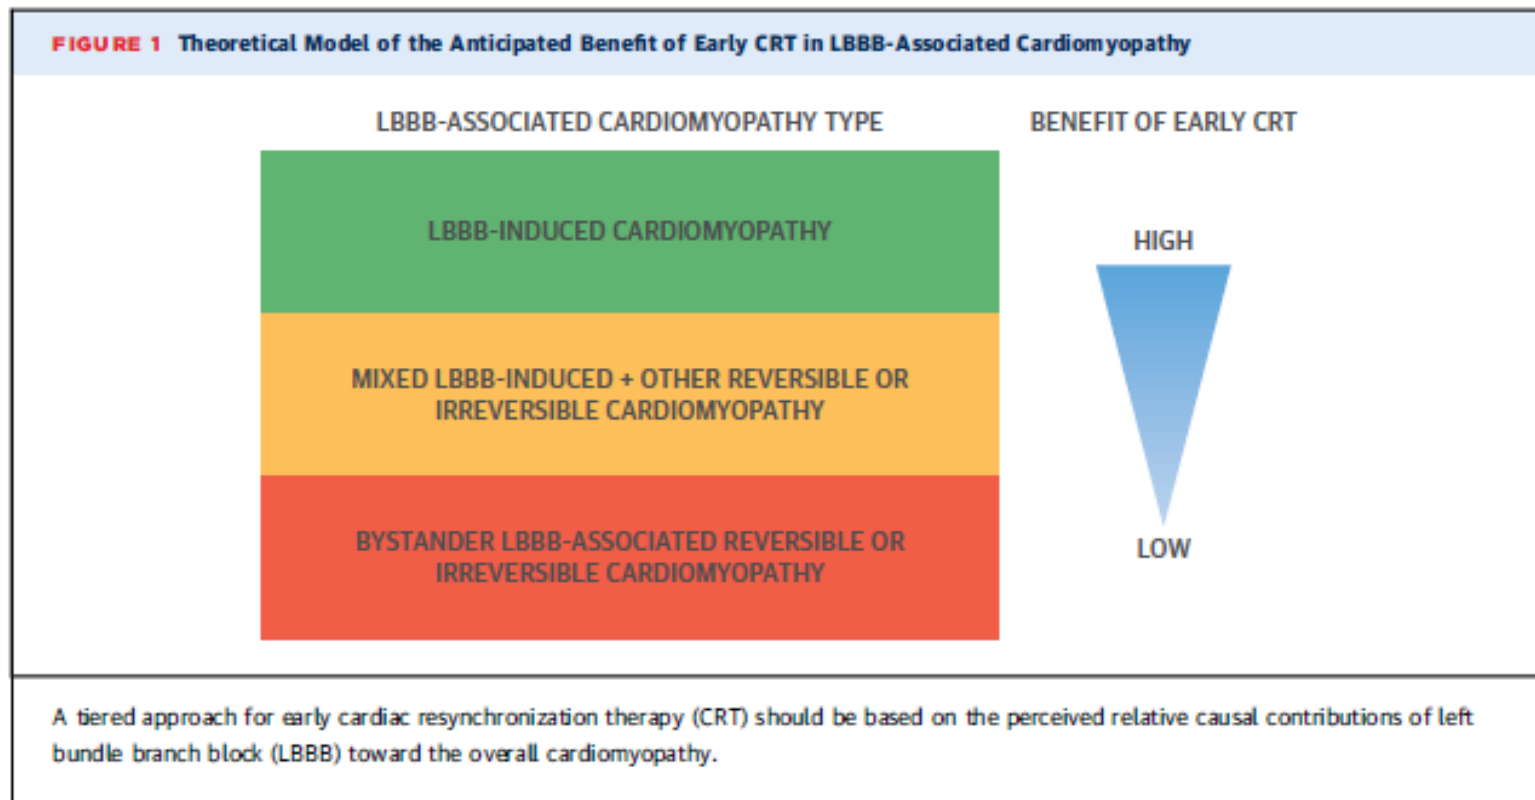 FIGURE 1 Theoretical Model of the Anticipated Benefit of Early CRT in LBBB-Associated Cardiomyopathy
LBBB-ASSOCIATED CARDIOMYOPATHY TYPE
BENEFIT OF EARLY CRT
LBBB-INDUCED CARDIOMYOPATHY
HIGH
MIXED LBBB-INDUCED + OTHER REVERSIBLE OR
IRREVERSIBLE CARDIOMYOPATHY
BYSTANDER LBBB-ASSOCIATED REVERSIBLE OR
IRREVERSIBLE CARDIOMYOPATHY
LOW
A tiered approach for early cardiac resynchronization therapy (CRT) should be based on the perceived relative causal contributions of left
bundle branch block (LBBB) toward the overall cardiomyopathy.